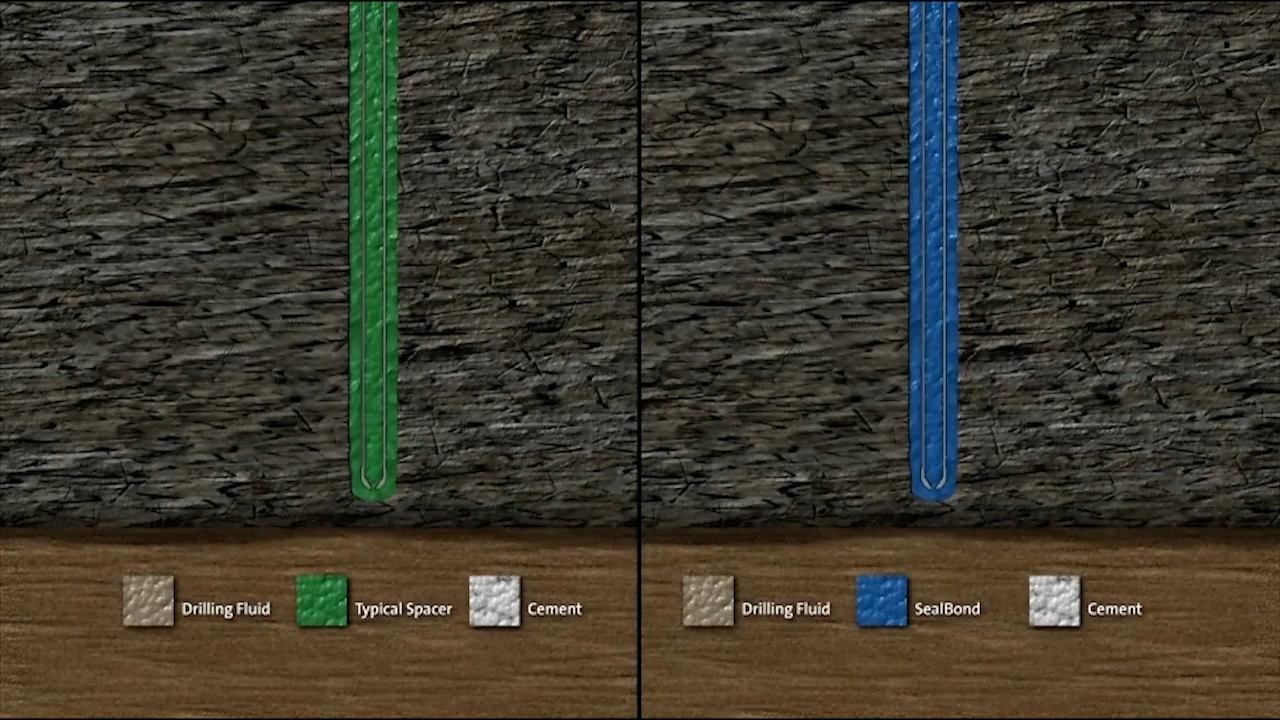 Drilling Fluid
Typical Spacer
Cement
Drilling Fluid
SealBond
Cement